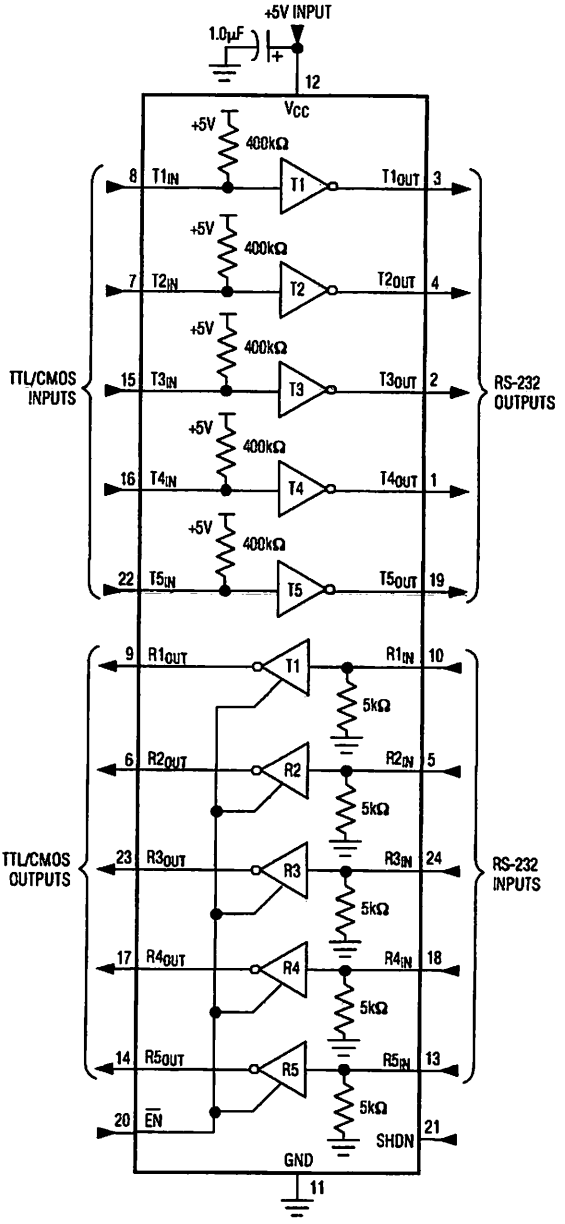 +5V INPUT
1.0µF
+
12
VCC
+5V
400kΩ
8 T1IN
T1
T1OUT 3
+5V
400kΩ
7 T2IN
T2
T2OUT 4
+5V
400kΩ
TTL/CMOS
INPUTS
15 T3IN
T3
T3OUT 2
RS-232
OUTPUTS
+5V
400kΩ
16 T4IN
T4
T4OUT 1
+5V
400kΩ
22 T5IN
T5
T5OUT 19
9 R1OUT
T1
R1IN 10
5kΩ
6 R2OUT
R2
R2IN 5
5kΩ
TTL/CMOS
OUTPUTS
23 R3OUT
R3
R3IN 24
RS-232
INPUTS
5kΩ
17 R4OUT
R4
R4IN 18
5kΩ
14 R5OUT
R5
R5IN 13
5kΩ
20 EN
SHDN 21
GND
11